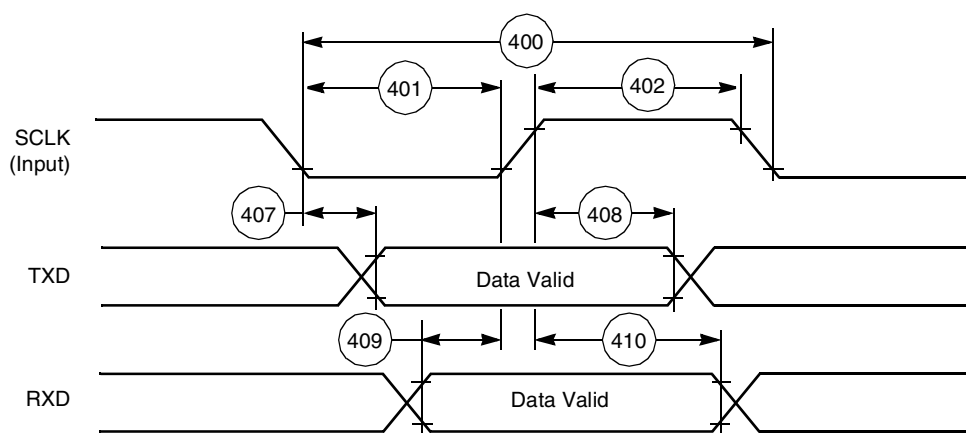 400
401
402
SCLK
(Input)
407
408
TXD
Data Valid
409
410
RXD
Data Valid